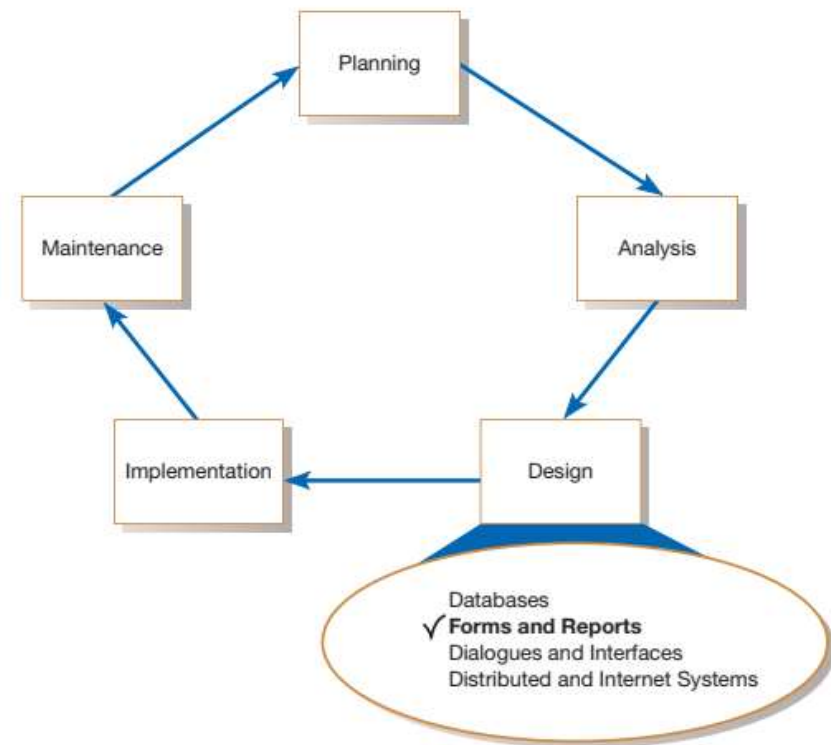 Planning
Analysis
Design
Implementation
Maintenance
Databases
✓Forms and Reports
Dialogues and Interfaces
Distributed and Internet Systems